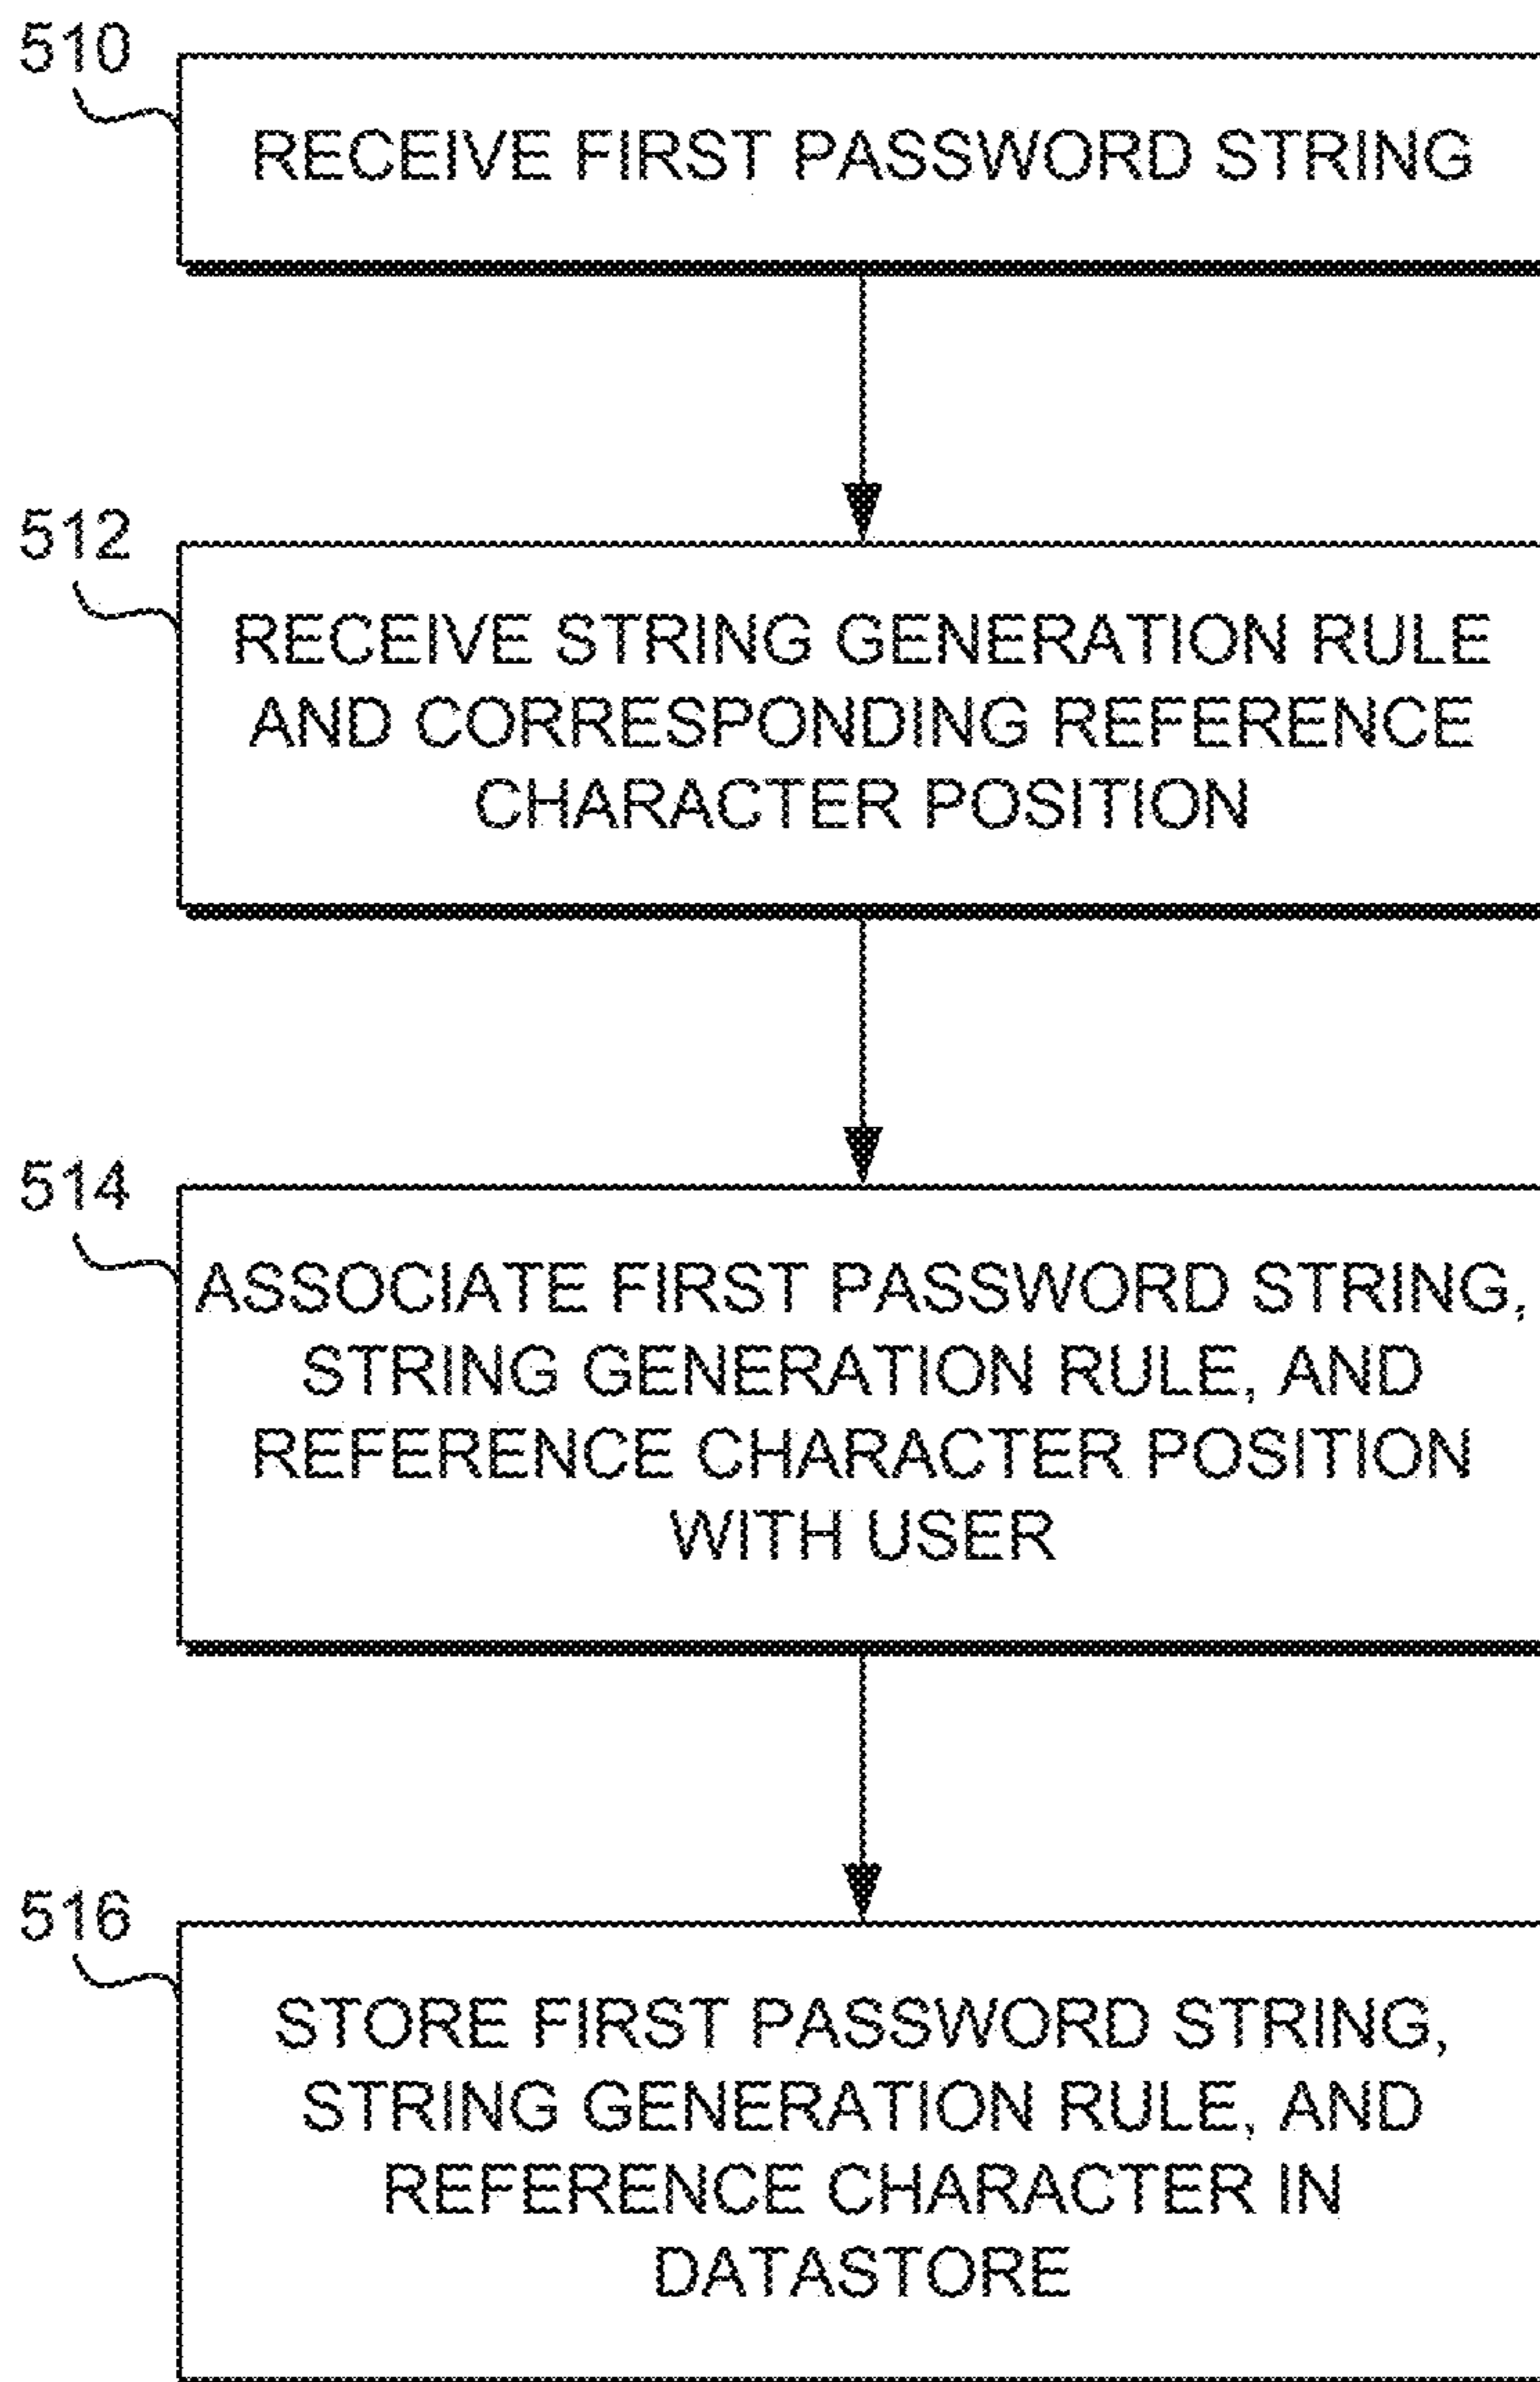 510
RECEIVE FIRST PASSWORD STRING
512
RECEIVE STRING GENERATION RULE
AND CORRESPONDING REFERENCE
CHARACTER POSITION
514
ASSOCIATE FIRST PASSWORD STRING,
STRING GENERATION RULE, AND
REFERENCE CHARACTER POSITION
WITH USER
516
STORE FIRST PASSWORD STRING,
STRING GENERATION RULE, AND
REFERENCE CHARACTER IN
DATASTORE